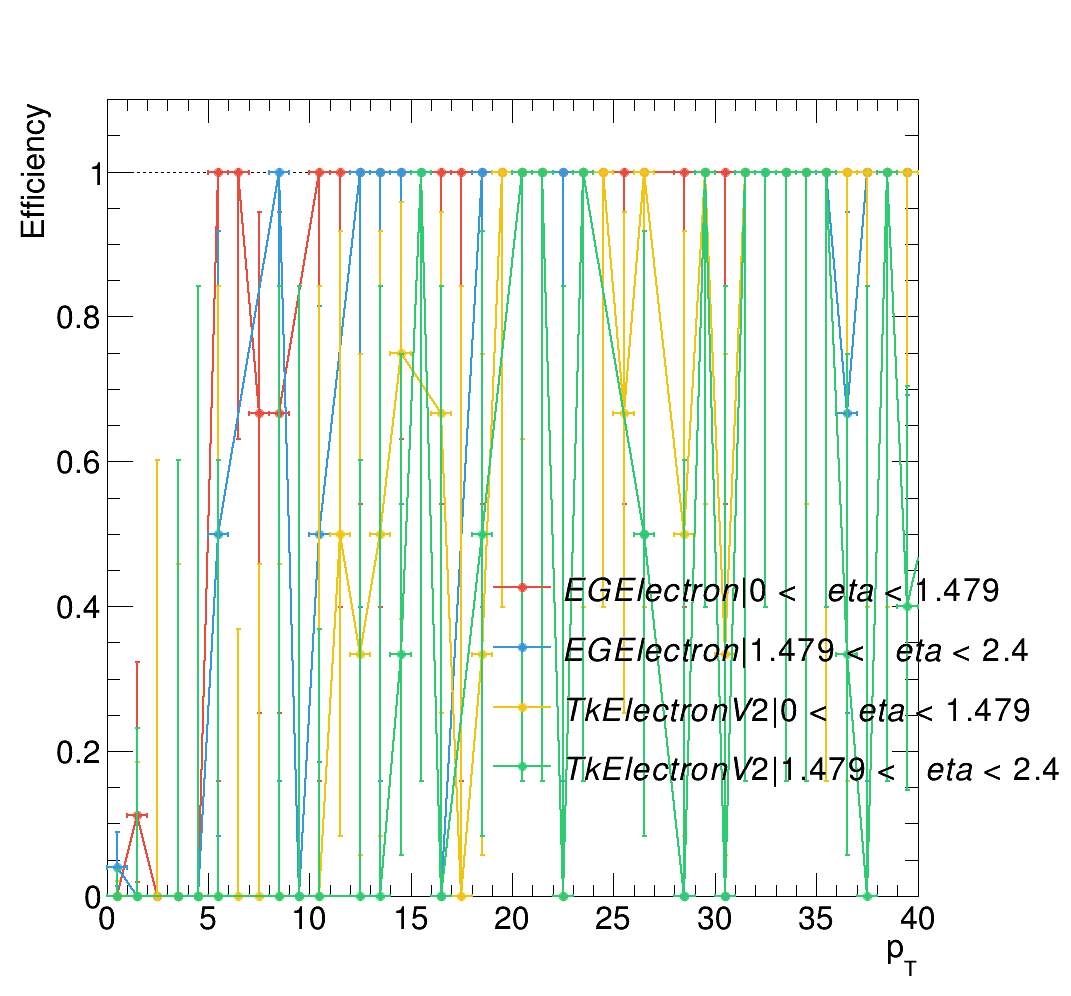 Efficiency
1
0.8
0.6
0.4
0.2
0
EGElectron|0 < eta < 1.479
EGElectron|1.479 < eta < 2.4
TkElectronV2|0 < eta < 1.479
TkElectronV2|1.479 < eta < 2.4
0 5 10 15 20 25 30 35 40
pT